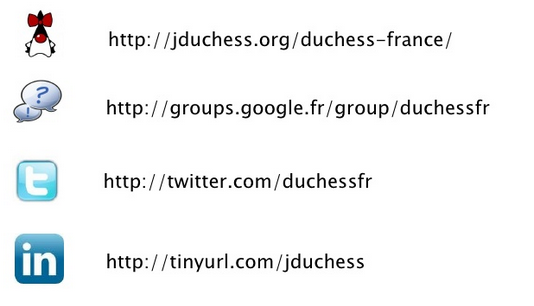 http://jduchess.org/duchess-france/
?
!
http://groups.google.fr/group/duchessfr
t
http://twitter.com/duchessfr
in
http://tinyurl.com/jduchess